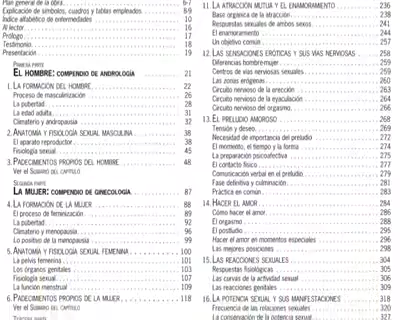 Plan general de la obra 6-7
Explicación de símbolos, cuadros y tablas empleados 8-9
Índice alfabético de enfermedades 10
Al lector 16
Prólogo 17
Testimonio 18
Presentación 19
PRIMERA PARTE
EL HOMBRE: COMPENDIO DE ANDROLOGÍA 21
1. LA FORMACIÓN DEL HOMBRE 22
Proceso de masculinización 26
La pubertad 28
La edad adulta 31
Climaterio y andropausia 32
2. ANATOMÍA Y FISIOLOGÍA SEXUAL MASCULINA 38
El aparato reproductor 38
Fisiología sexual 45
3. PADECIMIENTOS PROPIOS DEL HOMBRE 48
VER EL SUMARIO DEL CAPÍTULO
SEGUNDA PARTE
LA MUJER: COMPENDIO DE GINECOLOGÍA 87
4. LA FORMACIÓN DE LA MUJER 88
El proceso de feminización 89
La pubertad 92
Climaterio y menopausia 96
Lo positivo de la menopausia 99
5. ANATOMÍA Y FISIOLOGÍA SEXUAL FEMENINA 100
La pelvis femenina 101
Los órganos genitales 103
Fisiología sexual 107
La función menstrual 109
6. PADECIMIENTOS PROPIOS DE LA MUJER 118
VER EL SUMARIO DEL CAPÍTULO
TERCERA PARTE
11. LA ATRACCIÓN MUTUA Y EL ENAMORAMIENTO 236
Base orgánica de la atracción 238
Respuestas sexuales de ambos sexos 241
El enamoramiento 244
Un objetivo común 257
12. LAS SENSACIONES ERÓTICAS Y SUS VÍAS NERVIOSAS 258
Diferencias hombre-mujer 259
Centros de vías nerviosas sexuales 259
Las zonas erógenas 260
Circuito nervioso de la erección 263
Circuito nervioso de la eyaculación 264
Circuito nervioso del orgasmo 266
13. EL PRELUDIO AMOROSO 268
Tensión y deseo 269
Necesidad de importancia del preludio 272
El momento, el tiempo y la forma 274
La preparación psicoafectiva 275
El contacto físico 277
Comunicación verbal en el preludio 279
Fase definitiva y culminación 281
Práctica en común 283
14. HACER EL AMOR 284
Cómo hacer el amor 286
El orgasmo 288
El postludio 295
Hacer el amor en momentos especiales 296
Las mejores posiciones 298
15. LAS REACCIONES SEXUALES 304
Respuestas fisiológicas 305
Las curvas de la actividad sexual 306
Las reacciones genitales 309
16. LA POTENCIA SEXUAL Y SUS MANIFESTACIONES 318
Frecuencia de las relaciones sexuales 320
La conservación de la potencia sexual 327